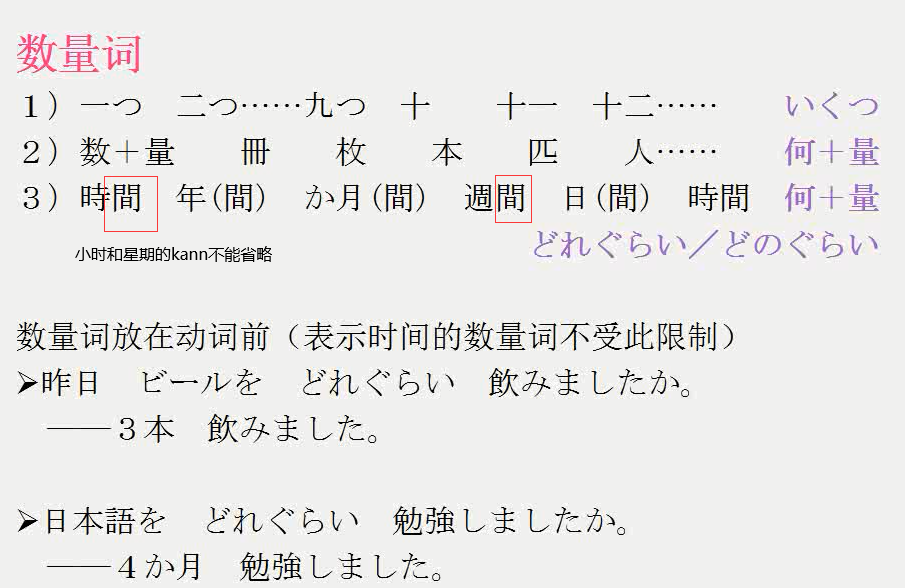 数量词
１）一つ　二つ……九つ　十　　十一　十二……　　いくつ
２）数＋量　　冊　　枚　　本　　匹　　人……　　何＋量
３）時間　年(間)　か月(間)　週間　日(間)　時間　何＋量
小时和星期的kann不能省略
どれぐらい／どのぐらい
数量词放在动词前（表示时间的数量词不受此限制）
➢昨日　ビールを　どれぐらい　飲みましたか。
――３本　飲みました。
➢日本語を　どれぐらい　勉強しましたか。
――４か月　勉強しました。